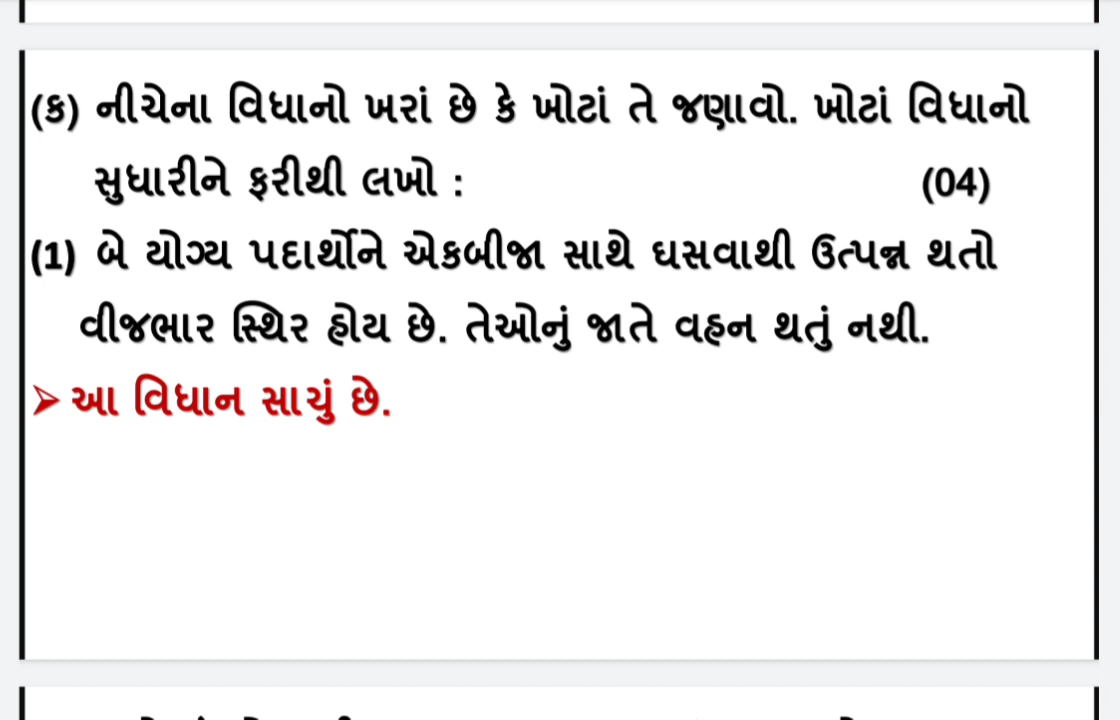 (ક) નીચેના વિધાનો ખરાં છે કે ખોટાં તે જણાવો. ખોટાં વિધાનો
સુધારીને ફરીથી લખો : (04)
(1) બે યોગ્ય પદાર્થોને એકબીજા સાથે ઘસવાથી ઉત્પન્ન થતો
વીજભાર સ્થિર હોય છે. તેઓનું જાતે વહન થતું નથી.
➢ આ વિધાન સાચું છે.